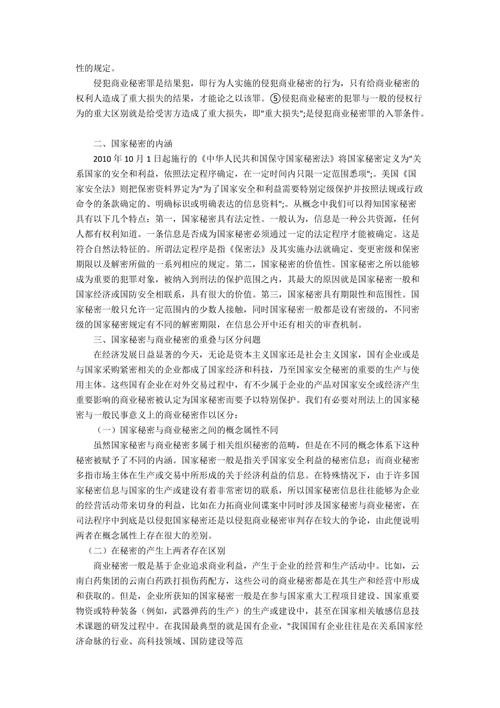 性的规定。
侵犯商业秘密罪是结果犯，即行为人实施的侵犯商业秘密的行为，只有给商业秘密的
权利人造成了重大损失的结果，才能论之以该罪。⑤侵犯商业秘密的犯罪与一般的侵权行
为的重大区别就是给受害方造成了重大损失，即"重大损失";是侵犯商业秘密罪的入罪条件。
二、国家秘密的内涵
2010 年 10 月 1 日起施行的《中华人民共和国保守国家秘密法》将国家秘密定义为"关
系国家的安全和利益，依照法定程序确定，在一定时间内只限一定范围悉项";。美国《国
家安全法》则把保密资料界定为"为了国家安全和利益需要特别定级保护并按照法规或行政
命令的条款确定的、明确标识或明确表达的信息资料";。从概念中我们可以得知国家秘密
具有以下几个特点：第一，国家秘密具有法定性。一般认为，信息是一种公共资源，任何
人都有权利知道。一条信息是否成为国家秘密必须通过一定的法定程序才能被确定。这是
符合自然法特征的。所谓法定程序是指《保密法》及其实施办法就确定、变更密级和保密
期限以及解密所做的一系列相应的规定。第二，国家秘密的价值性。国家秘密之所以能够
成为重要的犯罪对象，被纳入到刑法的保护范围之内，其最大的原因就是国家秘密一般和
国家经济或国防安全相联系，具有很大的价值。第三，国家秘密具有期限性和范围性。国
家秘密一般只允许一定范围内的少数人接触，同时国家秘密一般都是设有密级的，不同密
级的国家秘密规定有不同的解密期限，在信息公开中还有相关的审查机制。
三、国家秘密与商业秘密的重叠与区分问题
在经济发展日益显著的今天，无论是资本主义国家还是社会主义国家，国有企业或是
与国家采购紧密相关的企业都成了国家经济和科技，乃至国家安全秘密的重要的生产与使
用主体。这些国有企业在对外交易过程中，有不少属于企业的产品对国家安全或经济产生
重要影响的商业秘密被认定为国家秘密而要予以特别保护。我们有必要对刑法上的国家秘
密与一般民事意义上的商业秘密作以区分：
（一）国家秘密与商业秘密之间的概念属性不同
虽然国家秘密与商业秘密多属于相关组织秘密的范畴，但是在不同的概念体系下这种
秘密被赋予了不同的内涵。国家秘密一般是指关乎国家安全利益的秘密信息；而商业秘密
多指市场主体在生产或交易中所形成的关于经济利益的信息。在特殊情况下，由于许多国
家秘密信息与国家的生产或建设有着非常密切的联系，所以国家秘密信息往往能够为企业
的经营活动带来切身的利益，比如在力拓商业间谍案中同时涉及国家秘密与商业秘密，在
司法程序中到底是以侵犯国家秘密还是以侵犯商业秘密审判存在较大的争论，由此便说明
两者在概念属性上存在很大的差别。
（二）在秘密的产生上两者存在区别
商业秘密一般是基于企业追求商业利益，产生于企业的经营和生产活动中。比如，云
南白药集团的云南白药跌打损伤药配方，这些公司的商业秘密都是在其生产和经营中形成
和获取的。但是，企业所获知的国家秘密一般是在参与国家重大工程项目建设、国家重要
物资或特种装备（例如，武器弹药的生产）的生产或建设中，甚至在国家相关敏感信息技
术课题的研发过程中。在我国最典型的就是国有企业，"我国国有企业往往是在关系国家经
济命脉的行业、高科技领域、国防建设等范